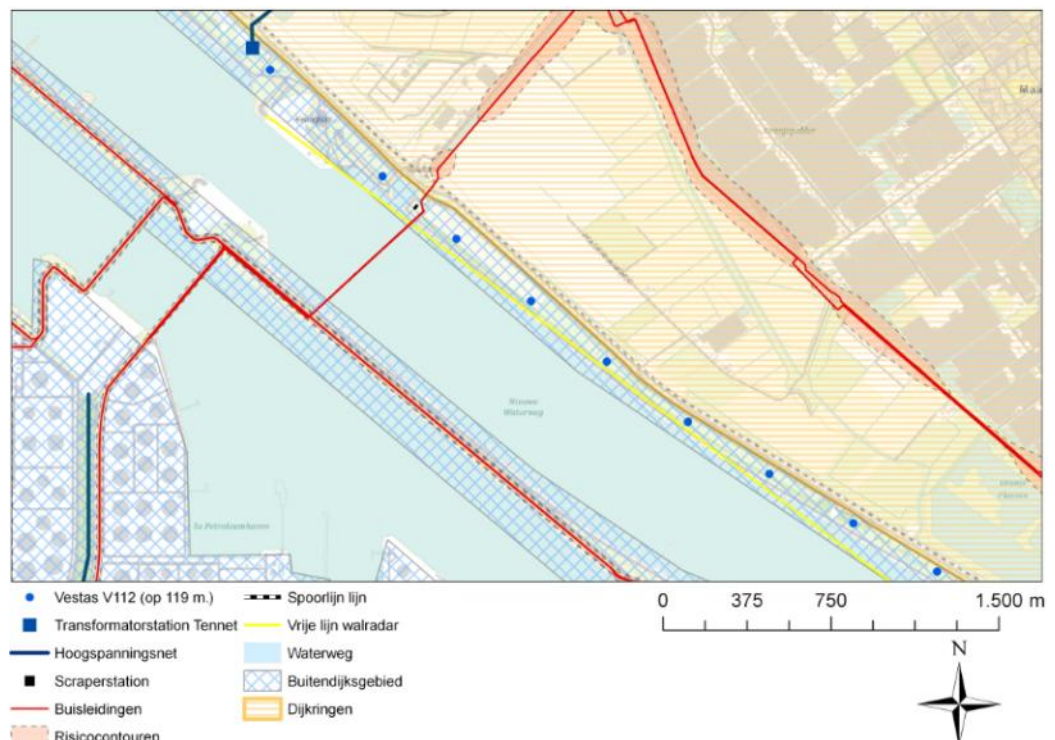 Maa
Nieuwe
Waterweg
Vestas V112 (op 119 m.)
Transformatorstation Tennet
Hoogspanningsnet
Scraperstation
Buisleidingen
Risicocontouren
Spoorlijn lijn
Vrije lijn walradar
Waterweg
Buitendijksgebied
Dijkringen
0 375 750 1.500 m
N